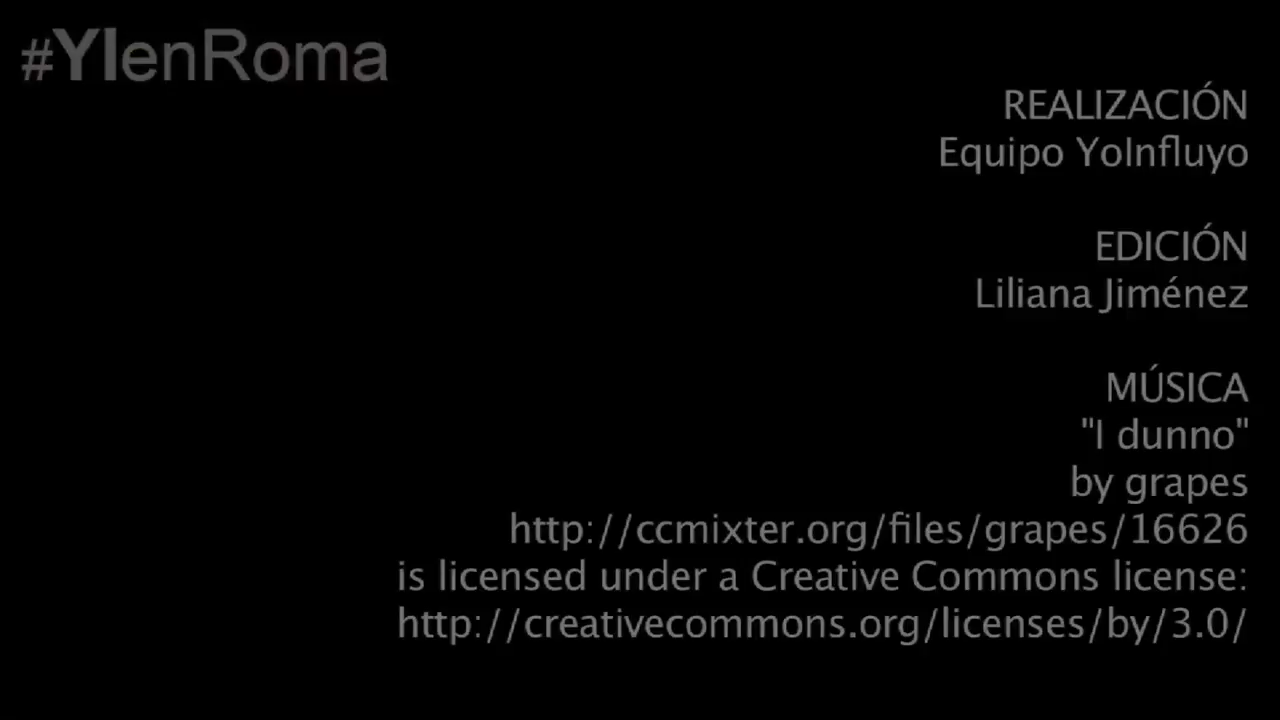 #YIenRoma
REALIZACIÓN
Equipo YoInfluyo
EDICIÓN
Liliana Jiménez
MÚSICA
"I dunno"
by grapes
http://ccmixter.org/files/grapes/16626
is licensed under a Creative Commons license:
http://creativecommons.org/licenses/by/3.0/